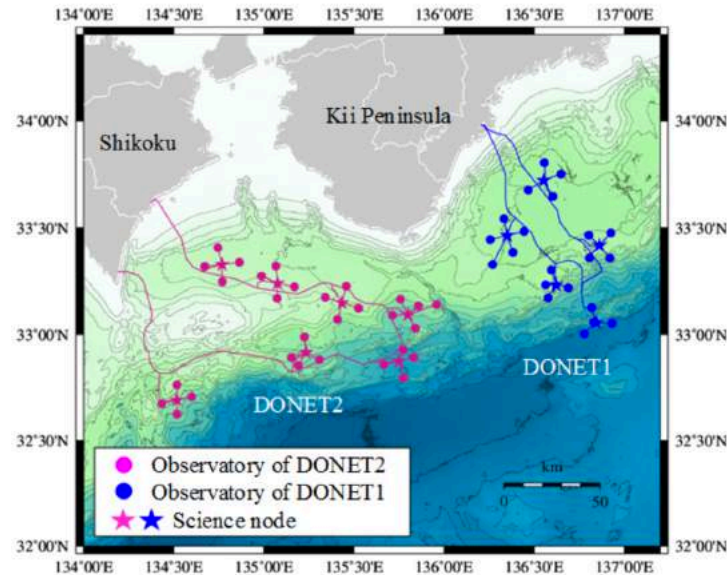 134°00'E 134°30'E 135°00'E 135°30'E 136°00'E 136°30'E 137°00'E
34°00'N 34°00'N
33°30'N 33°30'N
33°00'N 33°00'N
32°30'N 32°30'N
32°00'N 32°00'N
Kii Peninsula
Shikoku
DONET1
DONET2
Observatory of DONET2
Observatory of DONET1
Science node
km
0 50
134°00'E 134°30'E 135°00'E 135°30'E 136°00'E 136°30'E 137°00'E